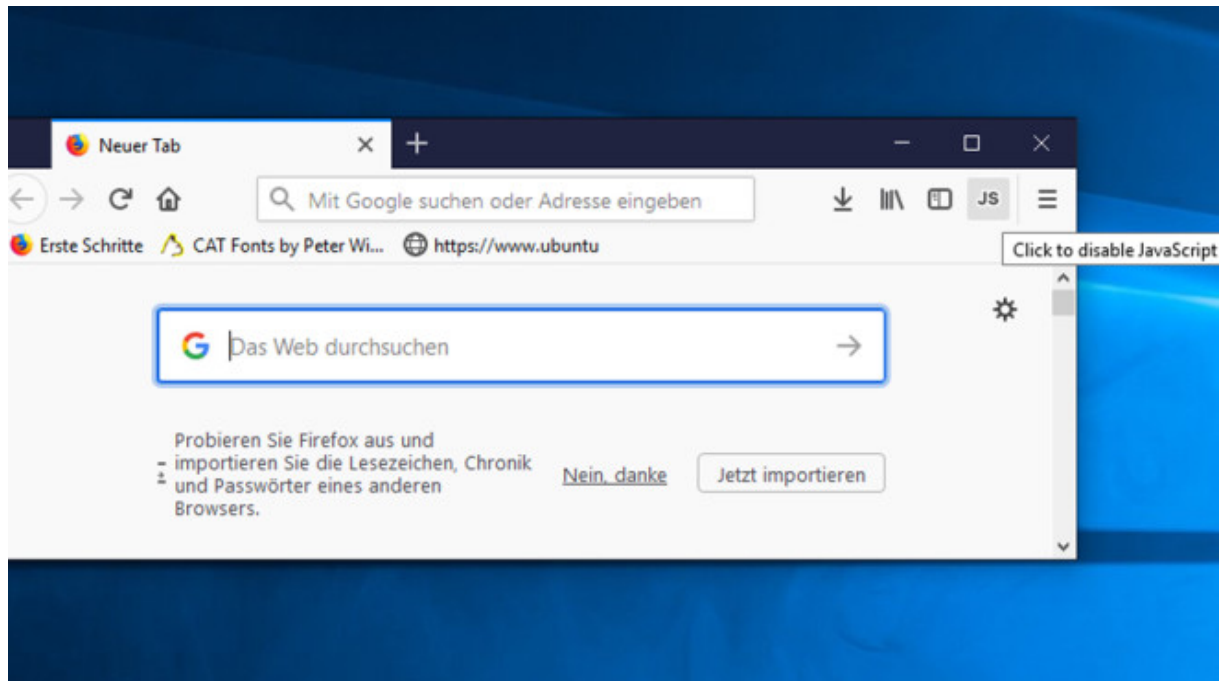 Neuer Tab
Mit Google suchen oder Adresse eingeben
JS
Erste Schritte
CAT Fonts by Peter Wi...
https://www.ubuntu
Click to disable JavaScript
Das Web durchsuchen
Probieren Sie Firefox aus und
importieren Sie die Lesezeichen, Chronik
und Passwörter eines anderen
Browsers.
Nein, danke
Jetzt importieren